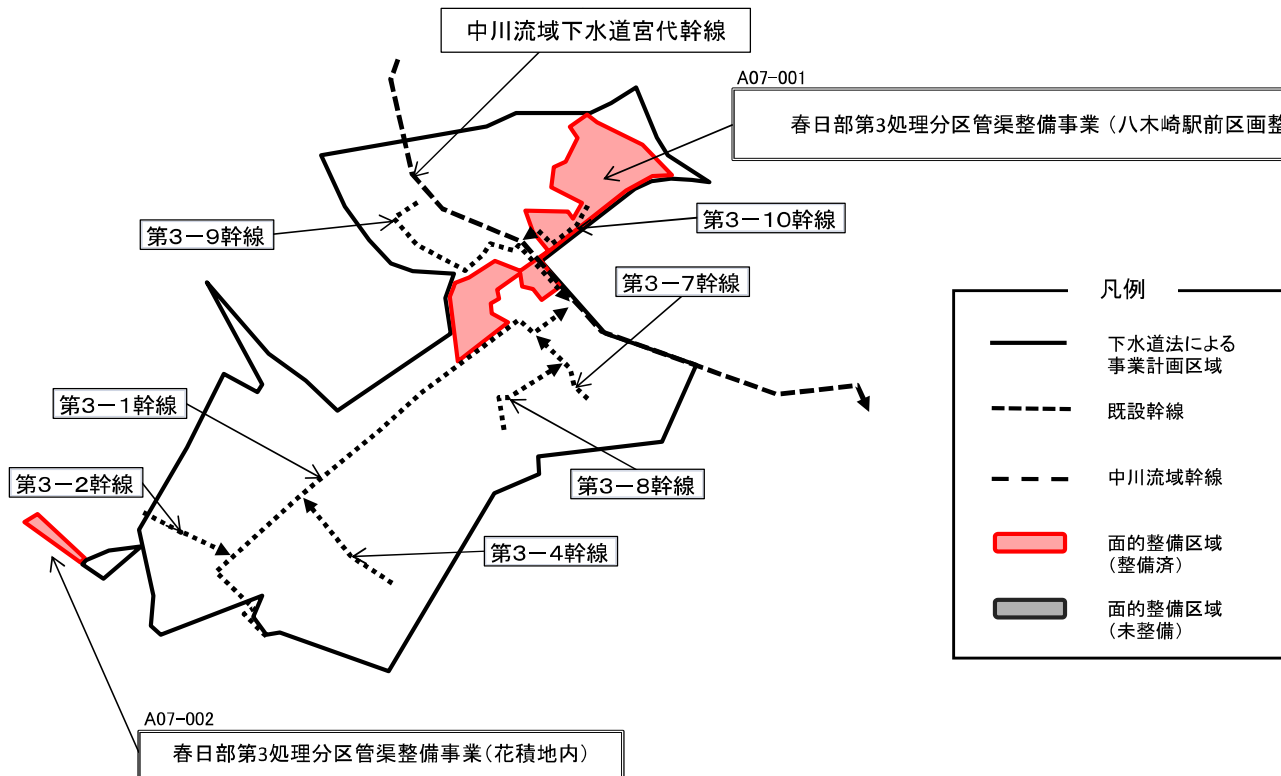 中川流域下水道宮代幹線
A07-001
春日部第3処理分区管渠整備事業（八木崎駅前区画整
第3－9幹線
第3－10幹線
第3－7幹線
第3－1幹線
第3－2幹線
第3－8幹線
第3－4幹線
A07-002
春日部第3処理分区管渠整備事業（花積地内）
凡例
下水道法による
事業計画区域
既設幹線
中川流域幹線
面的整備区域
(整備済)
面的整備区域
(未整備)